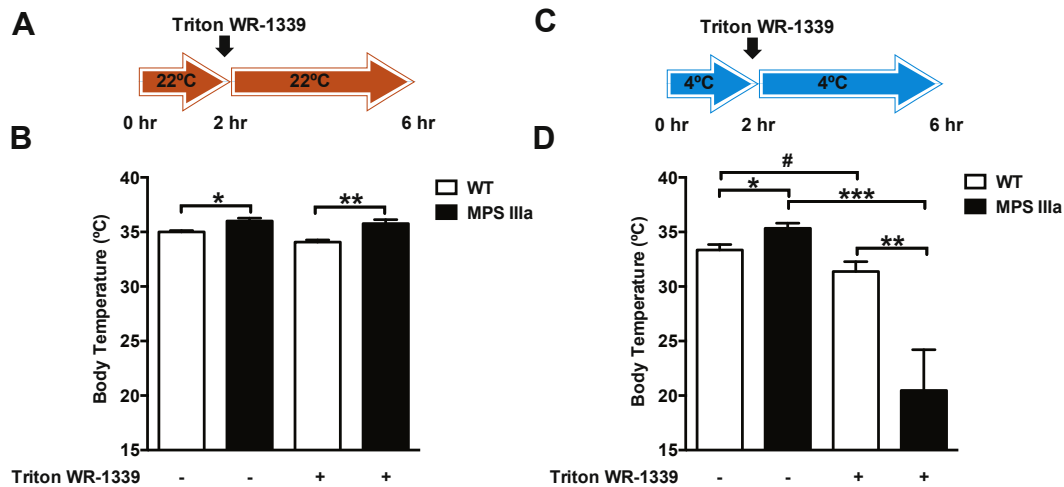 A
Triton WR-1339
22ºC 22ºC
0 hr 2 hr 6 hr
B
40
35
30
25
20
15
Body Temperature (ºC)
* **
WT
MPS IIIa
Triton WR-1339 - - + +
C
Triton WR-1339
4ºC 4ºC
0 hr 2 hr 6 hr
D
40
35
30
25
20
15
Body Temperature (ºC)
#
* ***
**
WT
MPS IIIa
Triton WR-1339 - - + +